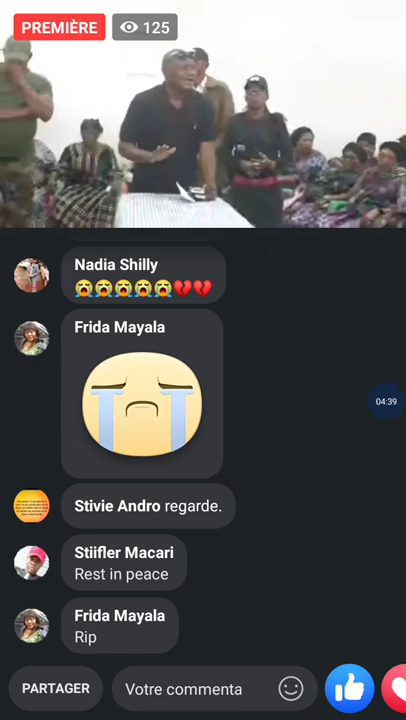 PREMIÈRE 125
Nadia Shilly
😭😭😭😭😭💔💔
Frida Mayala
04:39
Stivie Andro regarde.
Stiifler Macari
Rest in peace
Frida Mayala
Rip
PARTAGER Votre commenta